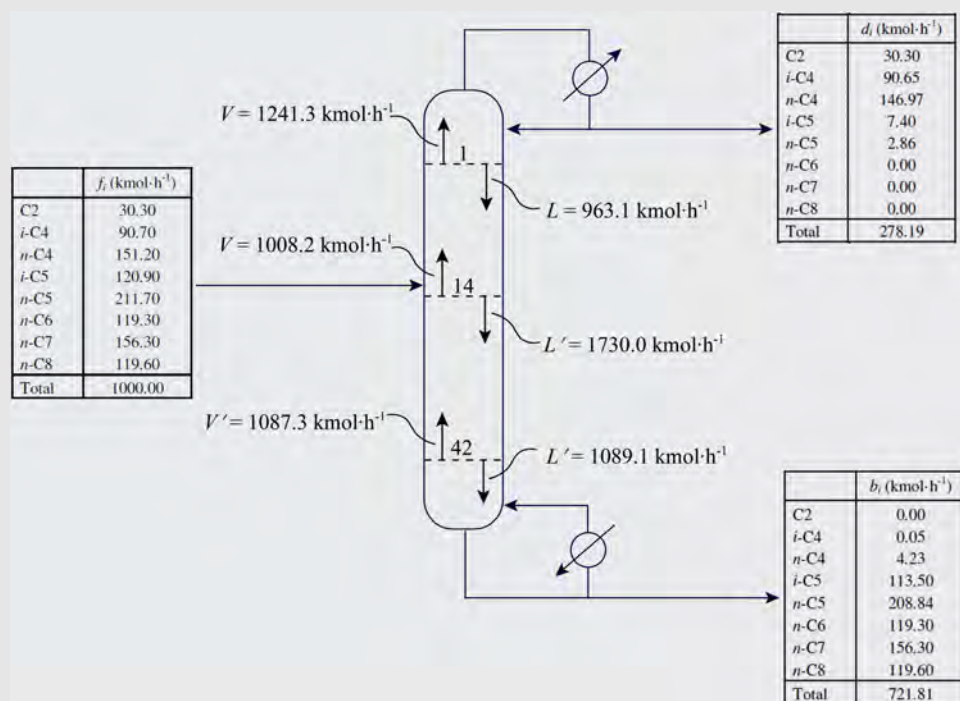 dᵢ (kmol·h⁻¹)
C2 30.30
i-C4 90.65
n-C4 146.97
i-C5 7.40
n-C5 2.86
n-C6 0.00
n-C7 0.00
n-C8 0.00
Total 278.19
V = 1241.3 kmol·h⁻¹
1
L = 963.1 kmol·h⁻¹
fᵢ (kmol·h⁻¹)
C2 30.30
i-C4 90.70
n-C4 151.20
i-C5 120.90
n-C5 211.70
n-C6 119.30
n-C7 156.30
n-C8 119.60
Total 1000.00
V = 1008.2 kmol·h⁻¹
14
L′ = 1730.0 kmol·h⁻¹
V′ = 1087.3 kmol·h⁻¹
42
L′ = 1089.1 kmol·h⁻¹
bᵢ (kmol·h⁻¹)
C2 0.00
i-C4 0.05
n-C4 4.23
i-C5 113.50
n-C5 208.84
n-C6 119.30
n-C7 156.30
n-C8 119.60
Total 721.81